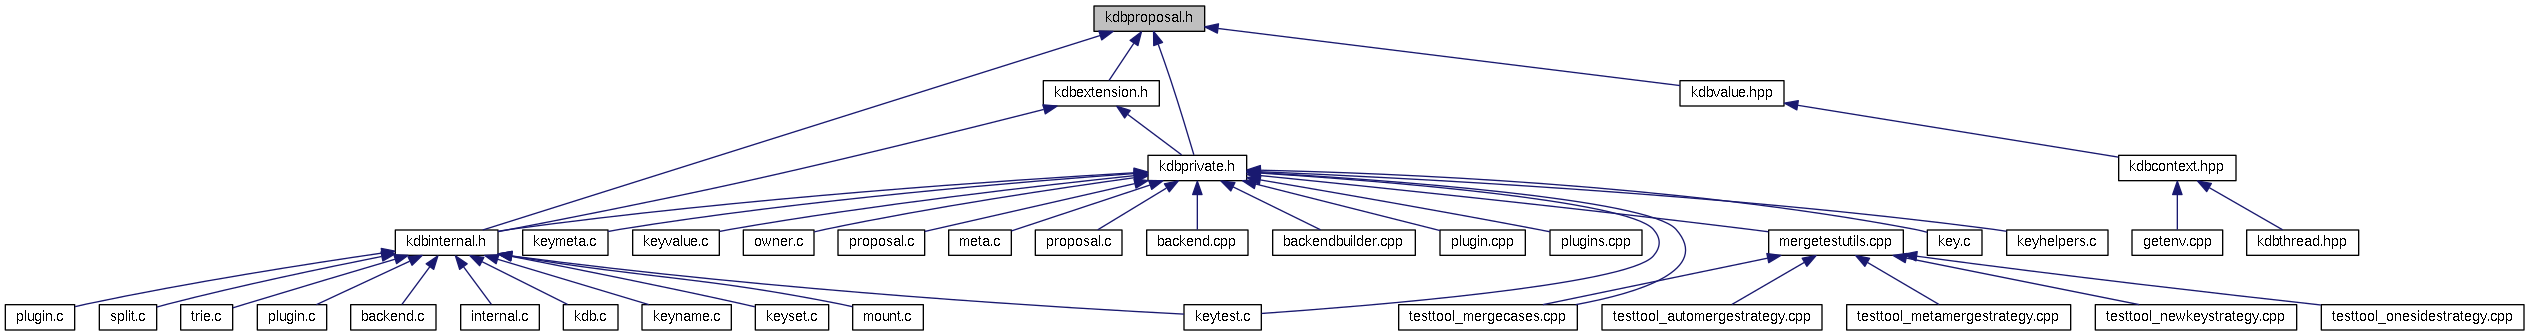 kdbproposal.h
kdbextension.h
kdbvalue.hpp
kdbprivate.h
kdbcontext.hpp
kdbinternal.h
keymeta.c
keyvalue.c
owner.c
proposal.c
meta.c
proposal.c
backend.cpp
backendbuilder.cpp
plugin.cpp
plugins.cpp
mergetestutils.cpp
key.c
keyhelpers.c
getenv.cpp
kdbthread.hpp
plugin.c
split.c
trie.c
plugin.c
backend.c
internal.c
kdb.c
keyname.c
keyset.c
mount.c
keytest.c
testtool_mergecases.cpp
testtool_automergestrategy.cpp
testtool_metamergestrategy.cpp
testtool_newkeystrategy.cpp
testtool_onesidestrategy.cpp